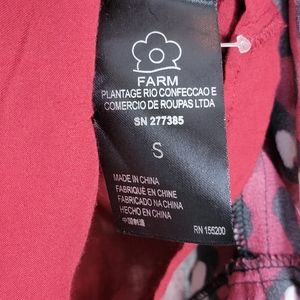 FARM
PLANTAGE RIO CONFECCAO E
COMERCIO DE ROUPAS LTDA
SN 277385
S
MADE IN CHINA
FABRIQUÉ EN CHINE
FABRICADO NA CHINA
HECHO EN CHINA
中国制造
RN 155200